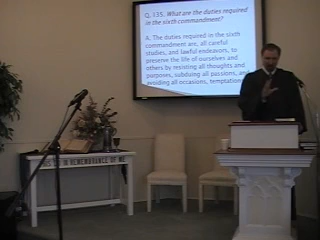 Q. 135. What are the duties required
in the sixth commandment?
A. The duties required in the sixth
commandment are, all careful
studies, and lawful endeavors, to
preserve the life of ourselves and
others by resisting all thoughts and
purposes, subduing all passions, and
avoiding all occasions, temptations
REMEMBRANCE OF ME